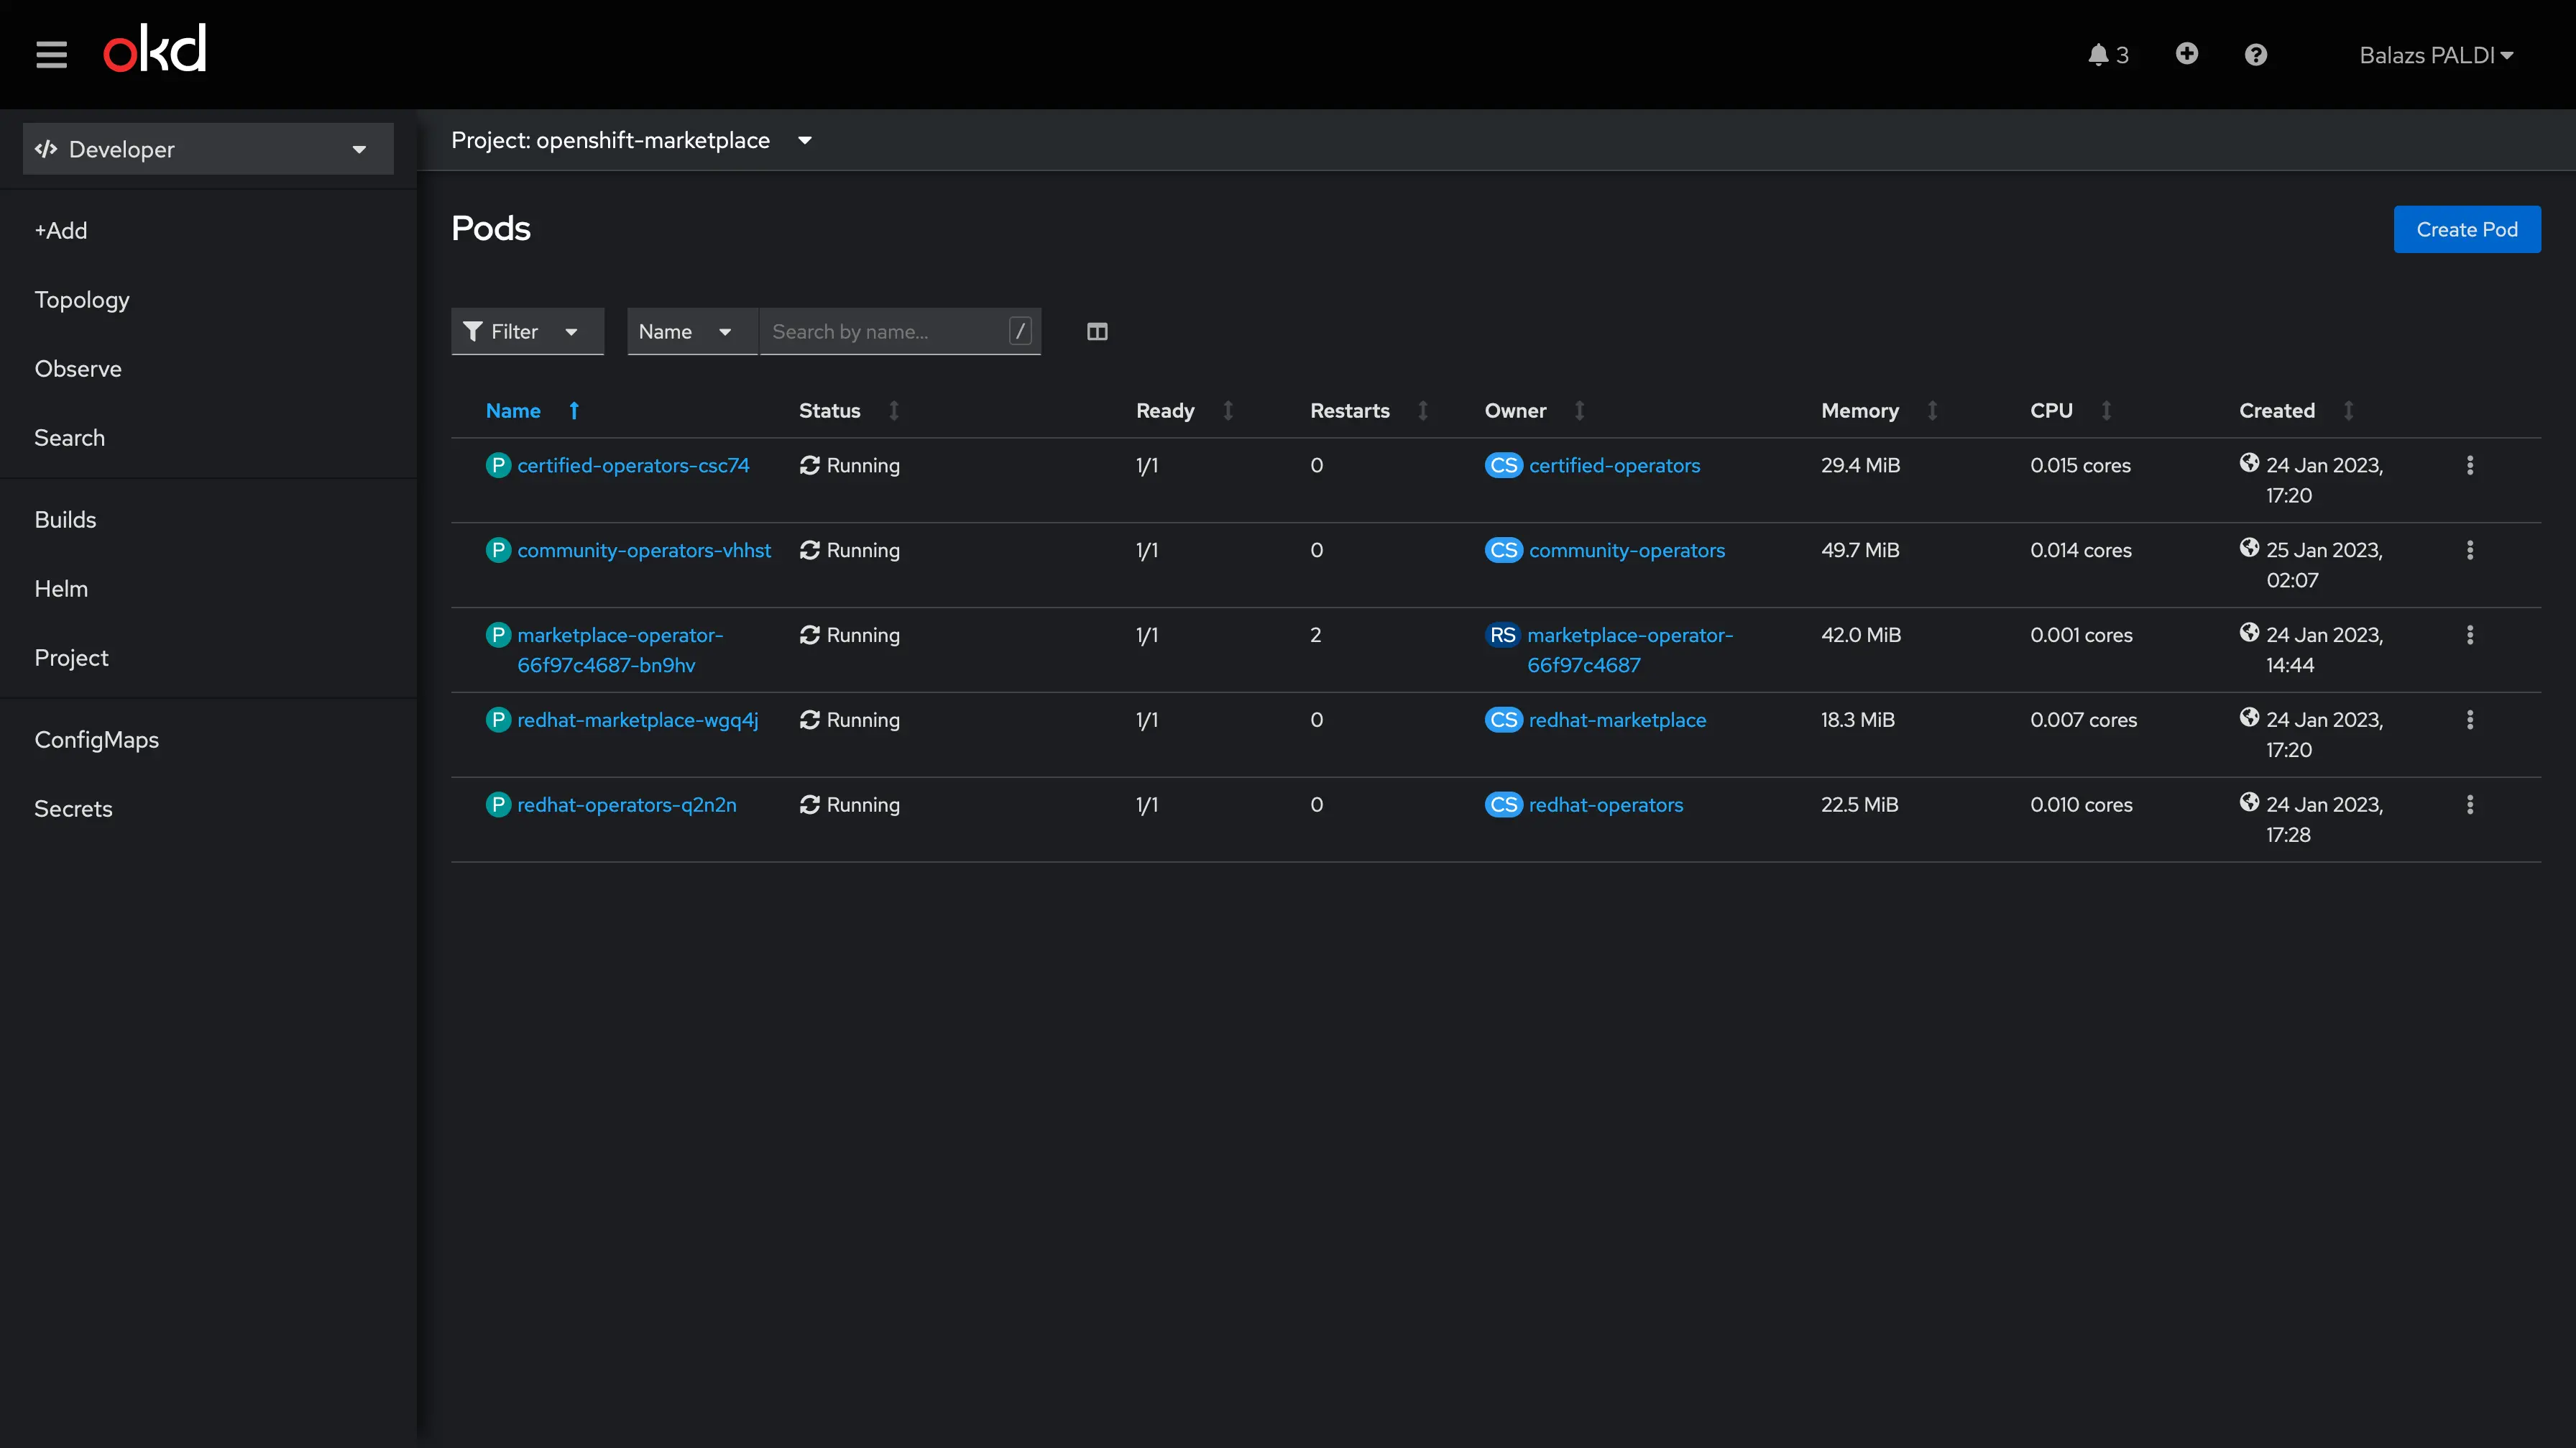 okd
3
Balazs PALDI
Developer
Project: openshift-marketplace
+Add
Topology
Observe
Search
Builds
Helm
Project
ConfigMaps
Secrets
Pods
Create Pod
Filter Name Search by name... /
Name Status Ready Restarts Owner Memory CPU Created
P certified-operators-csc74 Running 1/1 0 CS certified-operators 29.4 MiB 0.015 cores 24 Jan 2023,
17:20
P community-operators-vhhst Running 1/1 0 CS community-operators 49.7 MiB 0.014 cores 25 Jan 2023,
02:07
P marketplace-operator- Running 1/1 2 RS marketplace-operator- 42.0 MiB 0.001 cores 24 Jan 2023,
66f97c4687-bn9hv 66f97c4687 14:44
P redhat-marketplace-wgq4j Running 1/1 0 CS redhat-marketplace 18.3 MiB 0.007 cores 24 Jan 2023,
17:20
P redhat-operators-q2n2n Running 1/1 0 CS redhat-operators 22.5 MiB 0.010 cores 24 Jan 2023,
17:28